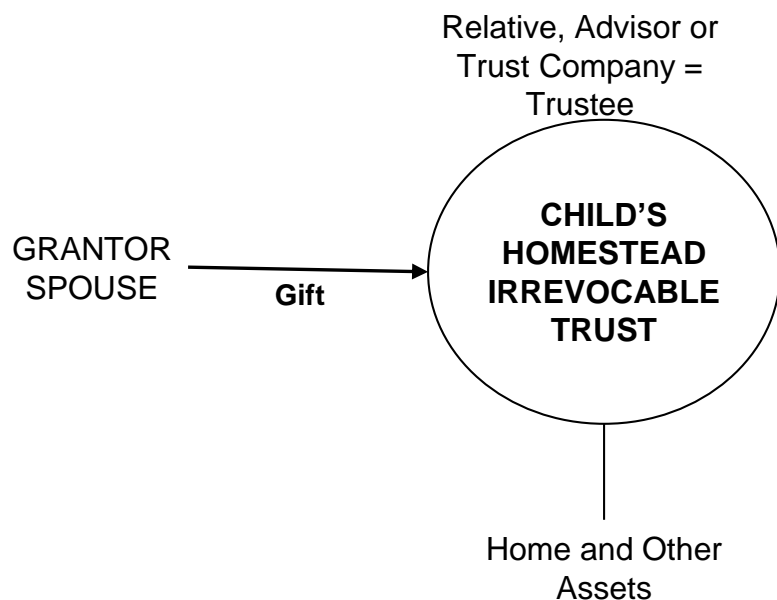 Relative, Advisor or
Trust Company =
Trustee
CHILD’S
HOMESTEAD
IRREVOCABLE
TRUST
GRANTOR
SPOUSE
Gift
Home and Other
Assets